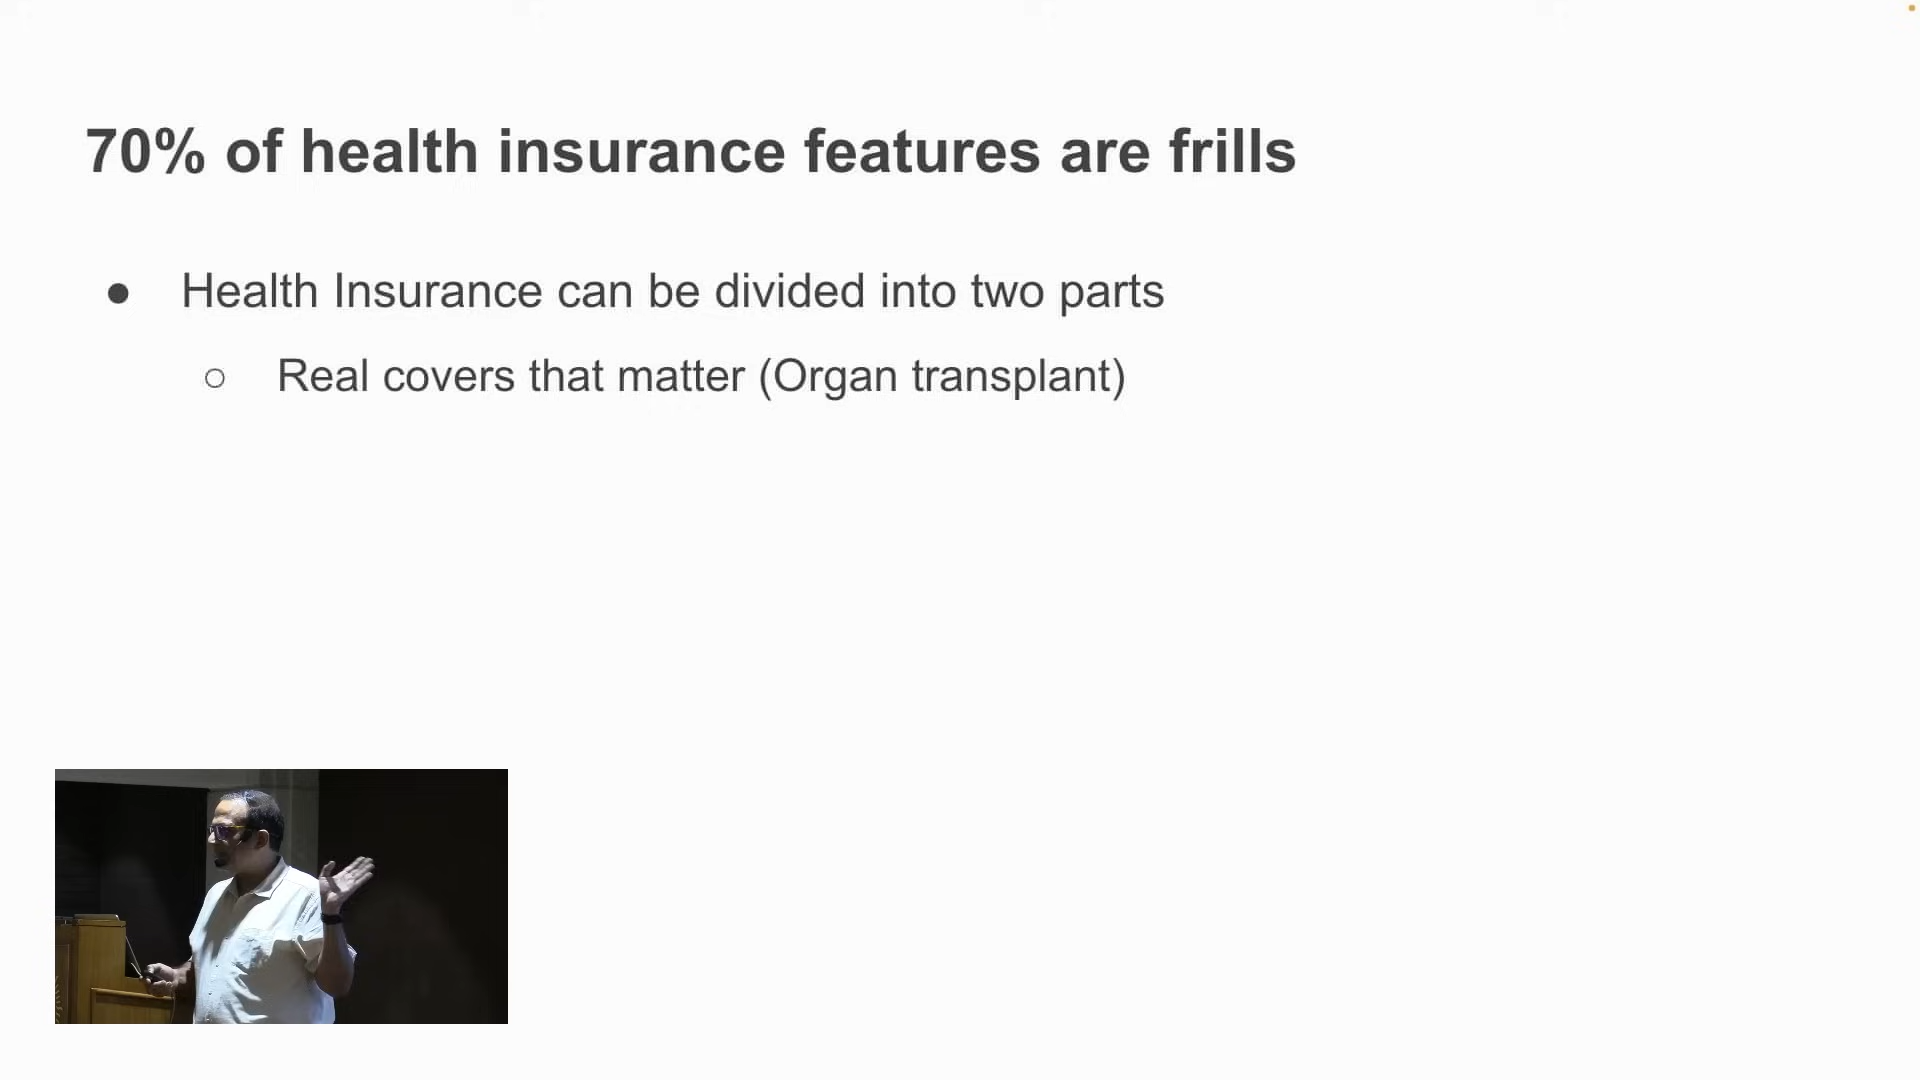 70% of health insurance features are frills
● Health Insurance can be divided into two parts
○ Real covers that matter (Organ transplant)